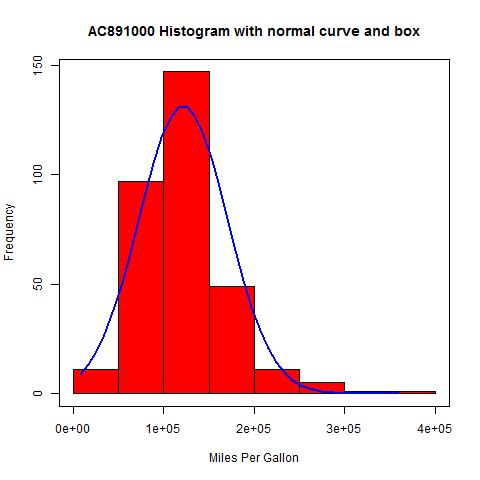 AC891000 Histogram with normal curve and box
150
100
50
0
Frequency
0e+00 1e+05 2e+05 3e+05 4e+05
Miles Per Gallon